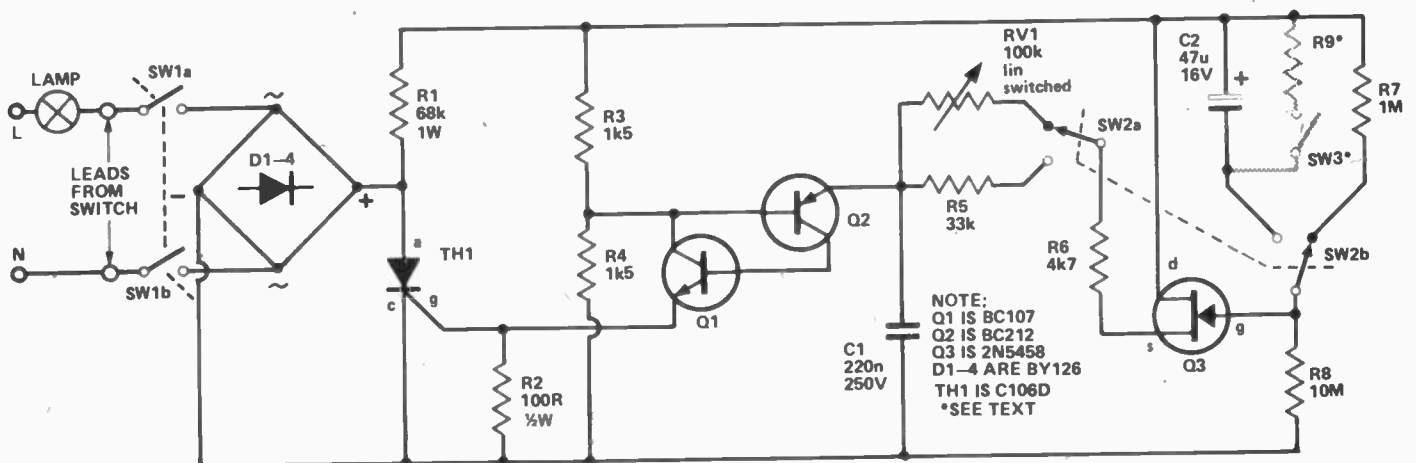 LAMP
L
N
SW1a
SW1b
LEADS
FROM
SWITCH
~
D1–4
–
+
~
R1
68k
1W
a
TH1
c
g
R2
100R
½W
R3
1k5
R4
1k5
Q1
Q2
RV1
100k
lin
switched
R5
33k
SW2a
R6
4k7
C1
220n
250V
NOTE;
Q1 IS BC107
Q2 IS BC212
Q3 IS 2N5458
D1–4 ARE BY126
TH1 IS C106D
*SEE TEXT
d
s
g
Q3
C2
47u
16V
+
R9*
SW3*
R7
1M
SW2b
R8
10M